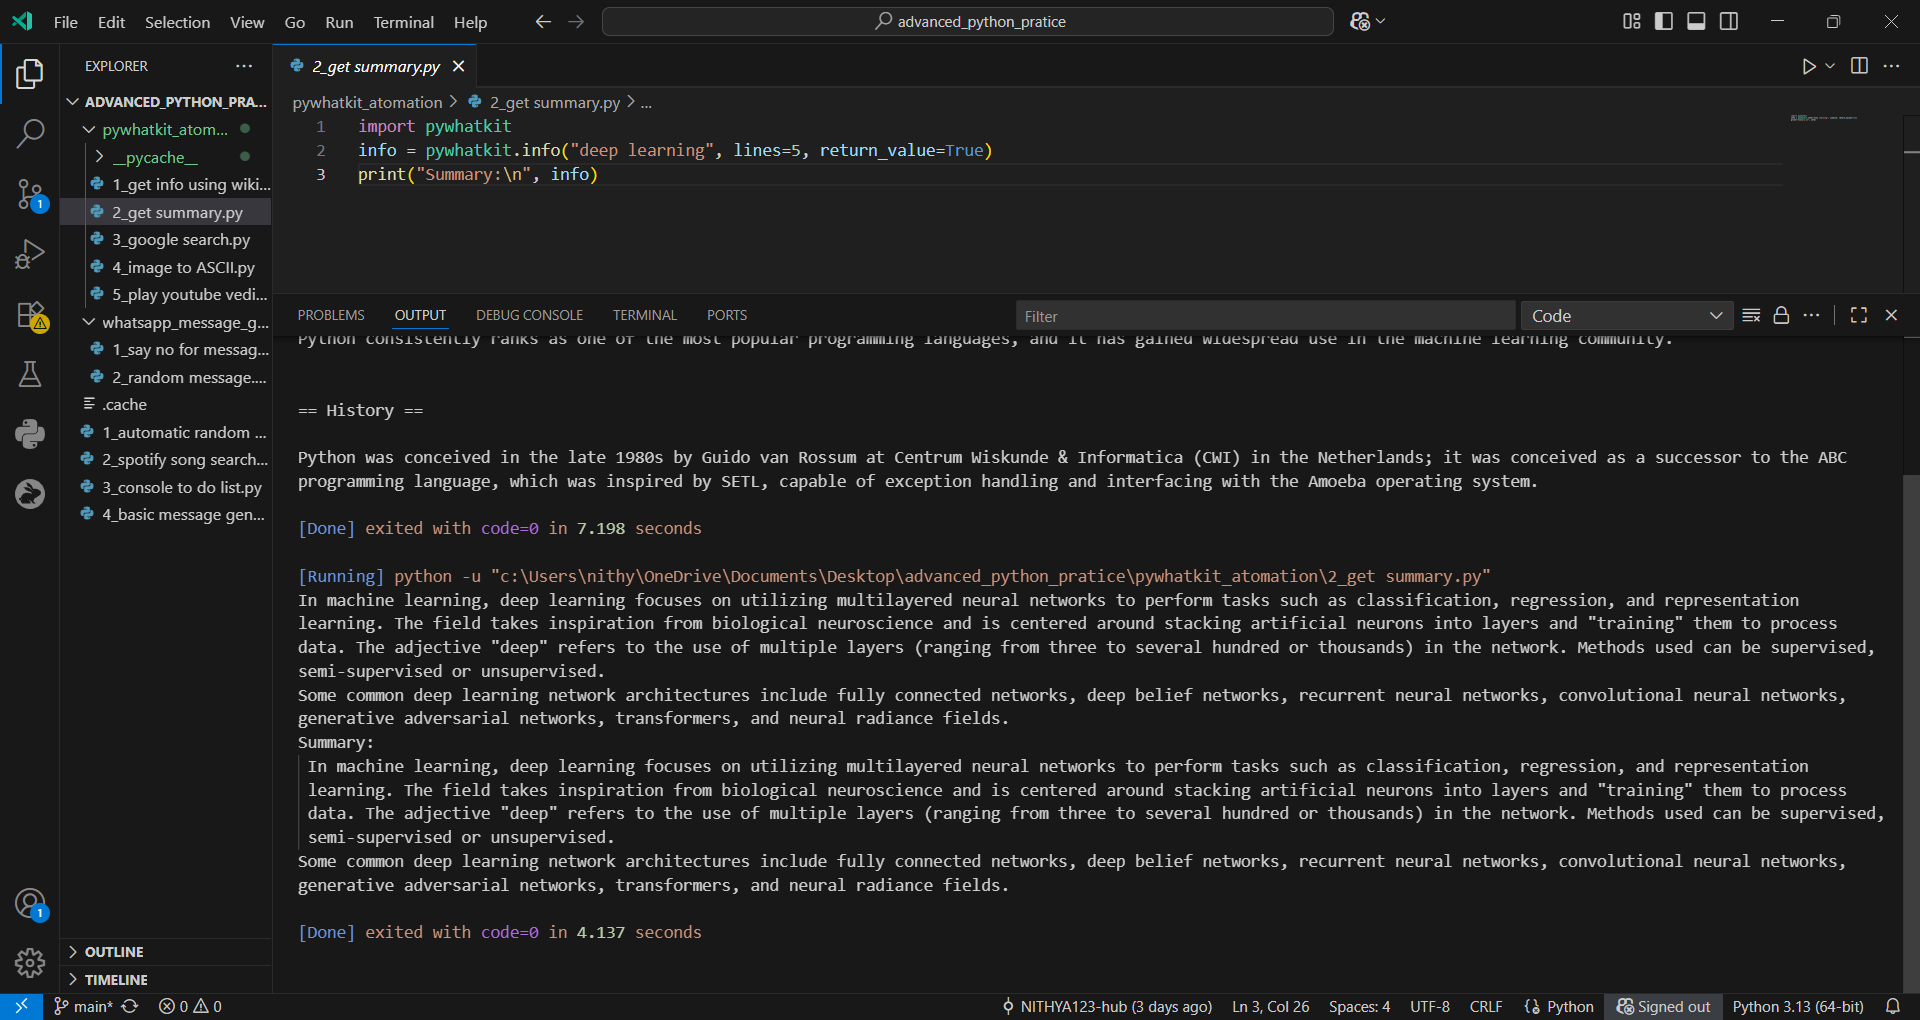 File Edit Selection View Go Run Terminal Help
advanced_python_pratice
EXPLORER
ADVANCED_PYTHON_PRA...
pywhatkit_atom...
__pycache__
1_get info using wiki...
2_get summary.py
3_google search.py
4_image to ASCII.py
5_play youtube vedi...
whatsapp_message_g...
1_say no for messag...
2_random message....
.cache
1_automatic random ...
2_spotify song search...
3_console to do list.py
4_basic message gen...
OUTLINE
TIMELINE
2_get summary.py
pywhatkit_atomation > 2_get summary.py > ...
1 import pywhatkit
2 info = pywhatkit.info("deep learning", lines=5, return_value=True)
3 print("Summary:\n", info)
PROBLEMS OUTPUT DEBUG CONSOLE TERMINAL PORTS
Filter
Code
Python consistently ranks as one of the most popular programming languages, and it has gained widespread use in the machine learning community.
== History ==
Python was conceived in the late 1980s by Guido van Rossum at Centrum Wiskunde & Informatica (CWI) in the Netherlands; it was conceived as a successor to the ABC
programming language, which was inspired by SETL, capable of exception handling and interfacing with the Amoeba operating system.
[Done] exited with code=0 in 7.198 seconds
[Running] python -u "c:\Users\nithy\OneDrive\Documents\Desktop\advanced_python_pratice\pywhatkit_atomation\2_get summary.py"
In machine learning, deep learning focuses on utilizing multilayered neural networks to perform tasks such as classification, regression, and representation
learning. The field takes inspiration from biological neuroscience and is centered around stacking artificial neurons into layers and "training" them to process
data. The adjective "deep" refers to the use of multiple layers (ranging from three to several hundred or thousands) in the network. Methods used can be supervised,
semi-supervised or unsupervised.
Some common deep learning network architectures include fully connected networks, deep belief networks, recurrent neural networks, convolutional neural networks,
generative adversarial networks, transformers, and neural radiance fields.
Summary:
In machine learning, deep learning focuses on utilizing multilayered neural networks to perform tasks such as classification, regression, and representation
learning. The field takes inspiration from biological neuroscience and is centered around stacking artificial neurons into layers and "training" them to process
data. The adjective "deep" refers to the use of multiple layers (ranging from three to several hundred or thousands) in the network. Methods used can be supervised,
semi-supervised or unsupervised.
Some common deep learning network architectures include fully connected networks, deep belief networks, recurrent neural networks, convolutional neural networks,
generative adversarial networks, transformers, and neural radiance fields.
[Done] exited with code=0 in 4.137 seconds
1
1
main* 0 0
NITHYA123-hub (3 days ago) Ln 3, Col 26 Spaces: 4 UTF-8 CRLF {} Python Signed out Python 3.13 (64-bit)